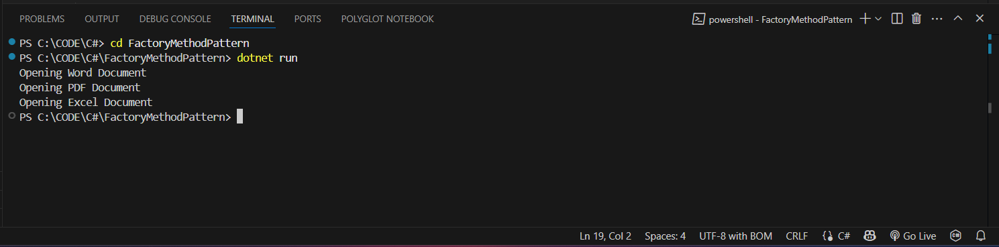 PROBLEMS OUTPUT DEBUG CONSOLE TERMINAL PORTS POLYGLOT NOTEBOOK powershell - FactoryMethodPattern
PS C:\CODE\C#> cd FactoryMethodPattern
PS C:\CODE\C#\FactoryMethodPattern> dotnet run
Opening Word Document
Opening PDF Document
Opening Excel Document
PS C:\CODE\C#\FactoryMethodPattern>
Ln 19, Col 2 Spaces: 4 UTF-8 with BOM CRLF C# Go Live